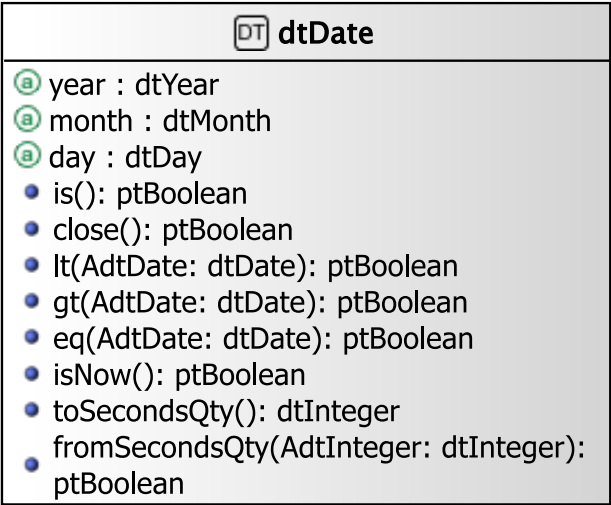 DT dtDate
a year : dtYear
a month : dtMonth
a day : dtDay
is(): ptBoolean
close(): ptBoolean
lt(AdtDate: dtDate): ptBoolean
gt(AdtDate: dtDate): ptBoolean
eq(AdtDate: dtDate): ptBoolean
isNow(): ptBoolean
toSecondsQty(): dtInteger
fromSecondsQty(AdtInteger: dtInteger):
ptBoolean